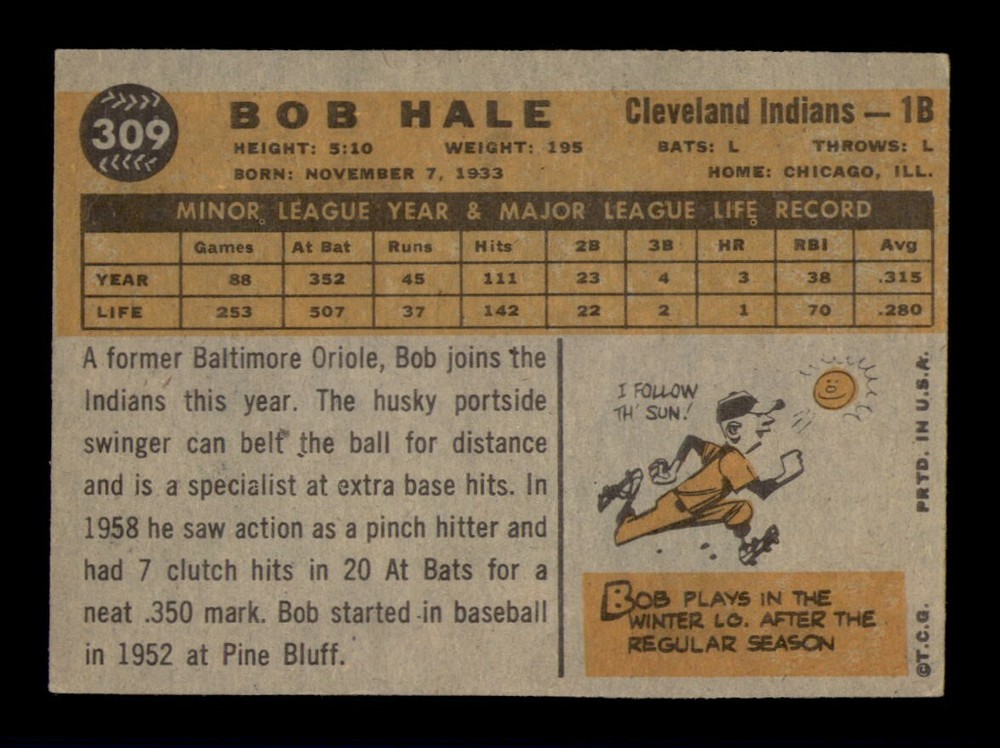 309
BOB HALE
Cleveland Indians — 1B
HEIGHT: 5:10 WEIGHT: 195 BATS: L THROWS: L
BORN: NOVEMBER 7, 1933 HOME: CHICAGO, ILL.
MINOR LEAGUE YEAR & MAJOR LEAGUE LIFE RECORD
Games At Bat Runs Hits 2B 3B HR RBI Avg
YEAR 88 352 45 111 23 4 3 38 .315
LIFE 253 507 37 142 22 2 1 70 .280
A former Baltimore Oriole, Bob joins the
Indians this year. The husky portside
swinger can belt the ball for distance
and is a specialist at extra base hits. In
1958 he saw action as a pinch hitter and
had 7 clutch hits in 20 At Bats for a
neat .350 mark. Bob started in baseball
in 1952 at Pine Bluff.
I FOLLOW
TH' SUN!
BOB PLAYS IN THE
WINTER LG. AFTER THE
REGULAR SEASON
©T.C.G. PRTD. IN U.S.A.